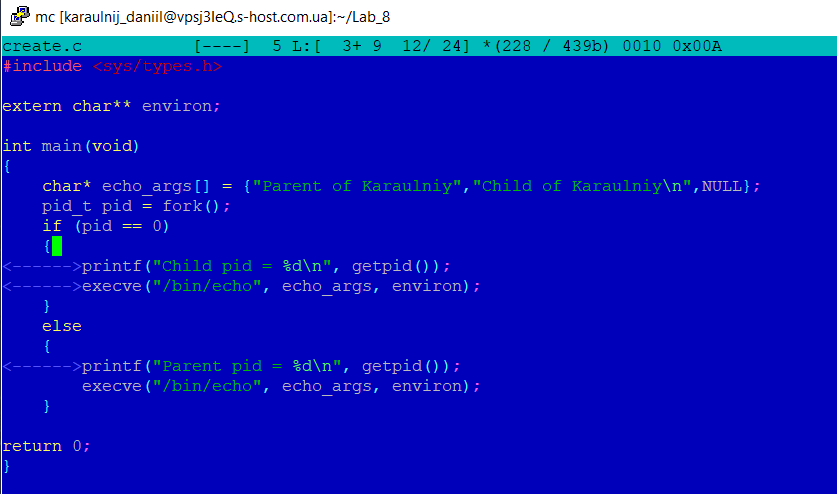 mc [karaulnij_daniil@vpsj3IeQ.s-host.com.ua]:~/Lab_8
create.c [----] 5 L:[ 3+ 9 12/ 24] *(228 / 439b) 0010 0x00A
#include <sys/types.h>
extern char** environ;
int main(void)
{
    char* echo_args[] = {"Parent of Karaulniy","Child of Karaulniy\n",NULL};
    pid_t pid = fork();
    if (pid == 0)
    {
<------>printf("Child pid = %d\n", getpid());
<------>execve("/bin/echo", echo_args, environ);
    }
    else
    {
<------>printf("Parent pid = %d\n", getpid());
        execve("/bin/echo", echo_args, environ);
    }
return 0;
}